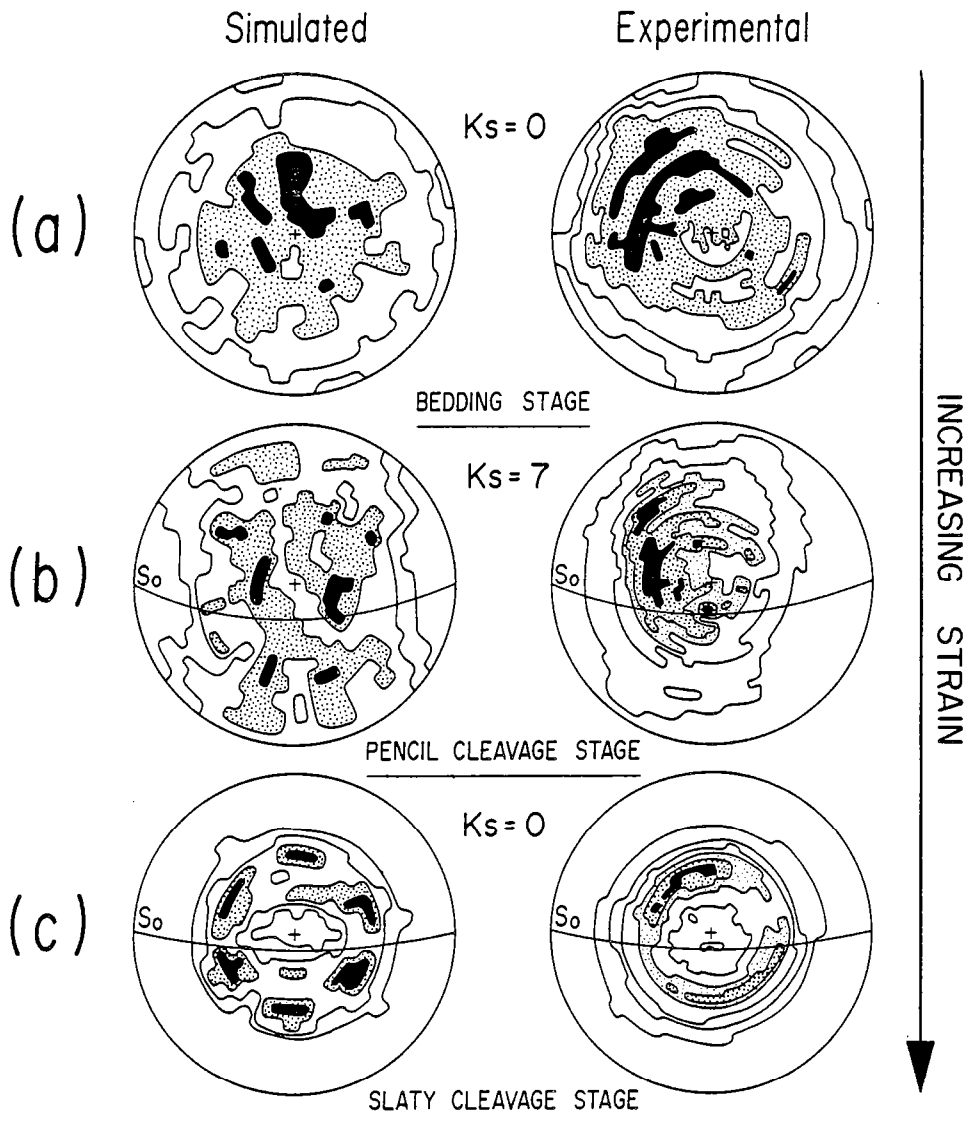 Simulated
Experimental
(a)
Ks = 0
BEDDING STAGE
(b)
Ks = 7
So
So
PENCIL CLEAVAGE STAGE
(c)
Ks = 0
So
So
SLATY CLEAVAGE STAGE
INCREASING STRAIN